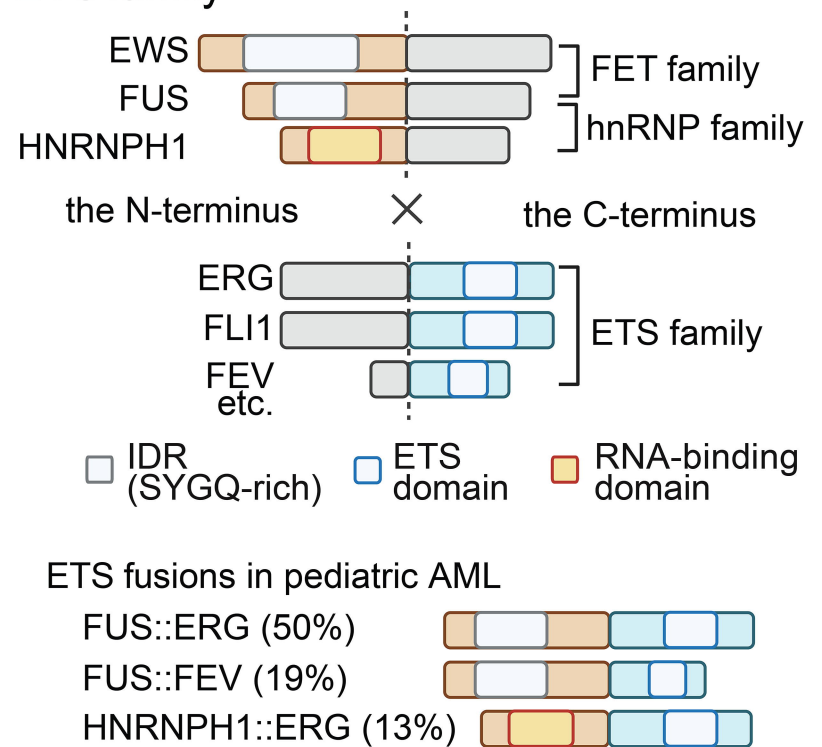 EWS
FUS
HNRNPH1
FET family
hnRNP family
the N-terminus
the C-terminus
ERG
FLI1
FEV
etc.
ETS family
IDR
(SYGQ-rich)
ETS
domain
RNA-binding
domain
ETS fusions in pediatric AML
FUS::ERG (50%)
FUS::FEV (19%)
HNRNPH1::ERG (13%)